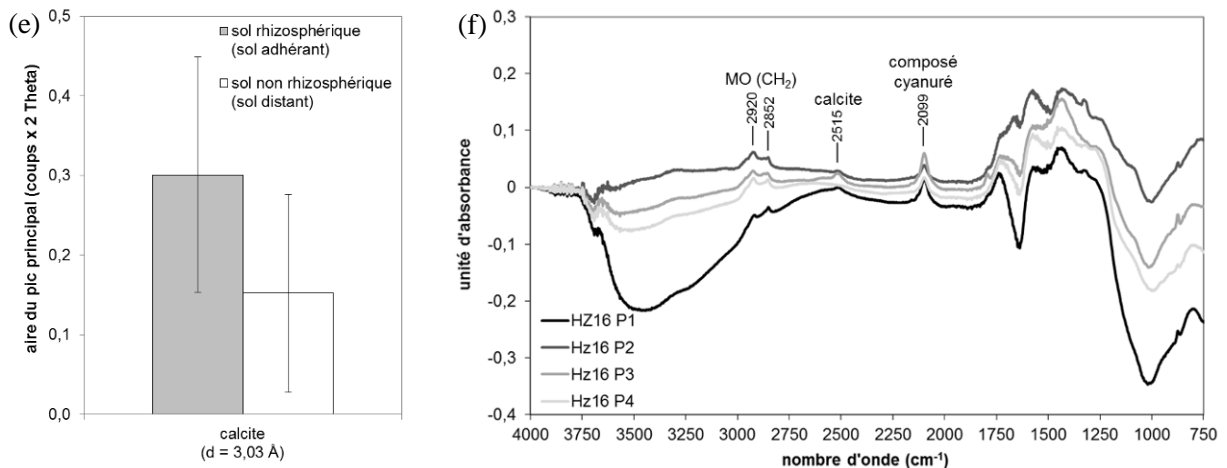 (e)
aire du pic principal (coups x 2 Theta)
0,5
0,4
0,3
0,2
0,1
0,0
sol rhizosphérique
(sol adhérant)
sol non rhizosphérique
(sol distant)
calcite
(d = 3,03 Å)
(f)
unité d'absorbance
0,3
0,2
0,1
0
-0,1
-0,2
-0,3
-0,4
MO (CH₂)
2920
2852
calcite
2515
composé
cyanuré
2099
HZ16 P1
Hz16 P2
Hz16 P3
Hz16 P4
4000 3750 3500 3250 3000 2750 2500 2250 2000 1750 1500 1250 1000 750
nombre d'onde (cm⁻¹)